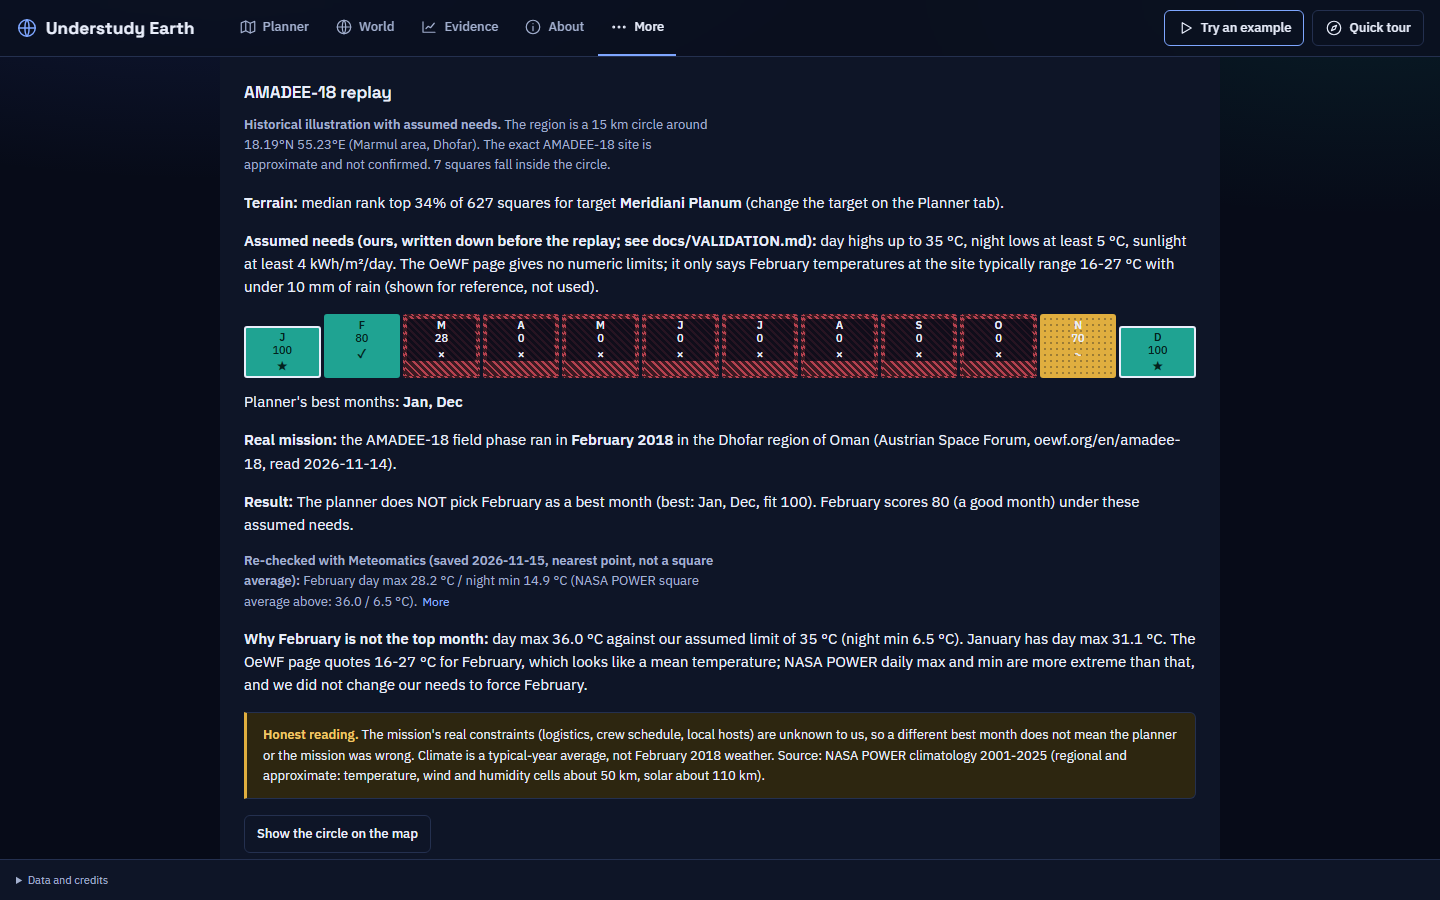 Understudy Earth
Planner
World
Evidence
About
More
Try an example
Quick tour
AMADEE-18 replay
Historical illustration with assumed needs. The region is a 15 km circle around
18.19°N 55.23°E (Marmul area, Dhofar). The exact AMADEE-18 site is
approximate and not confirmed. 7 squares fall inside the circle.
Terrain: median rank top 34% of 627 squares for target Meridiani Planum (change the target on the Planner tab).
Assumed needs (ours, written down before the replay; see docs/VALIDATION.md): day highs up to 35 °C, night lows at least 5 °C, sunlight
at least 4 kWh/m²/day. The OeWF page gives no numeric limits; it only says February temperatures at the site typically range 16-27 °C with
under 10 mm of rain (shown for reference, not used).
J F M A M J J A S O N D
100 80 28 0 0 0 0 0 0 0 70 100
★ ✓ × × × × × × × × ~ ★
Planner's best months: Jan, Dec
Real mission: the AMADEE-18 field phase ran in February 2018 in the Dhofar region of Oman (Austrian Space Forum, oewf.org/en/amadee-
18, read 2026-11-14).
Result: The planner does NOT pick February as a best month (best: Jan, Dec, fit 100). February scores 80 (a good month) under these
assumed needs.
Re-checked with Meteomatics (saved 2026-11-15, nearest point, not a square
average): February day max 28.2 °C / night min 14.9 °C (NASA POWER square
average above: 36.0 / 6.5 °C). More
Why February is not the top month: day max 36.0 °C against our assumed limit of 35 °C (night min 6.5 °C). January has day max 31.1 °C. The
OeWF page quotes 16-27 °C for February, which looks like a mean temperature; NASA POWER daily max and min are more extreme than that,
and we did not change our needs to force February.
Honest reading. The mission's real constraints (logistics, crew schedule, local hosts) are unknown to us, so a different best month does not mean the planner
or the mission was wrong. Climate is a typical-year average, not February 2018 weather. Source: NASA POWER climatology 2001-2025 (regional and
approximate: temperature, wind and humidity cells about 50 km, solar about 110 km).
Show the circle on the map
Data and credits